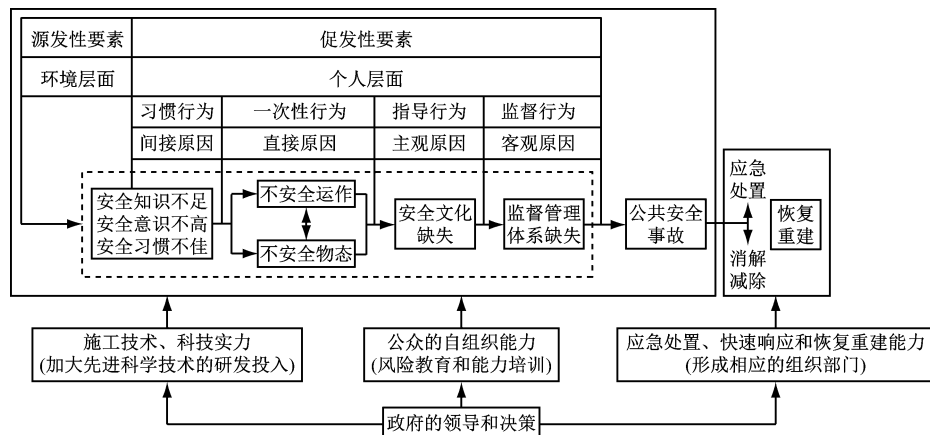 源发性要素
促发性要素
环境层面
个人层面
习惯行为
一次性行为
指导行为
监督行为
间接原因
直接原因
主观原因
客观原因
安全知识不足
安全意识不高
安全习惯不佳
不安全运作
不安全物态
安全文化
缺失
监督管理
体系缺失
公共安全
事故
应急
处置
消解
减除
恢复
重建
施工技术、科技实力
(加大先进科学技术的研发投入)
公众的自组织能力
(风险教育和能力培训)
应急处置、快速响应和恢复重建能力
(形成相应的组织部门)
政府的领导和决策